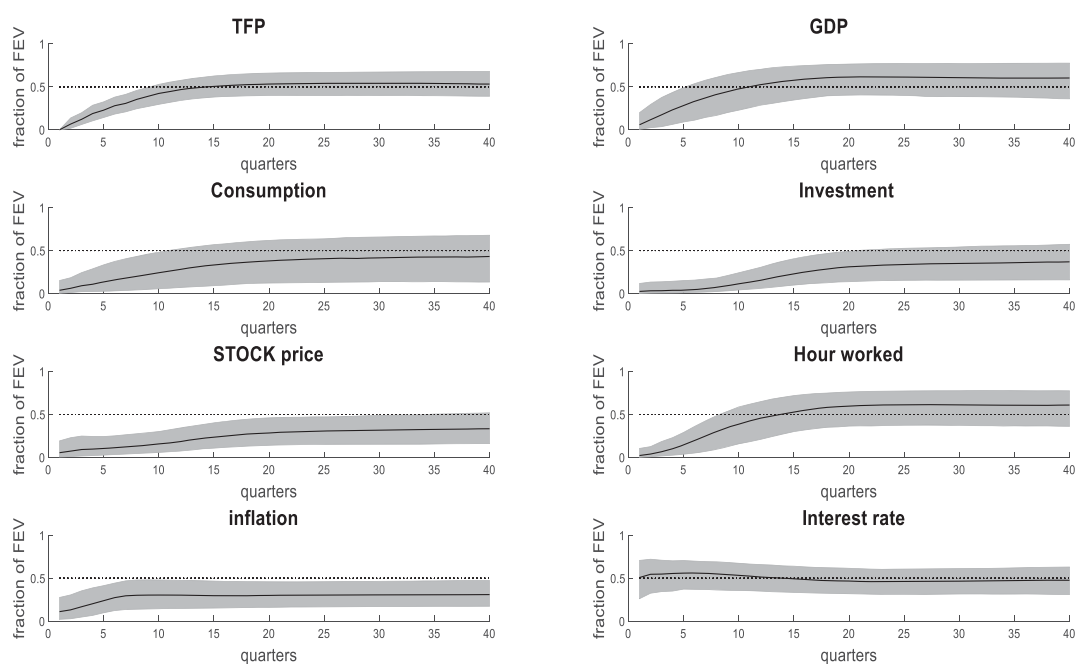 TFP
fraction of FEV
1
0.5
0
0 5 10 15 20 25 30 35 40
quarters
GDP
fraction of FEV
1
0.5
0
0 5 10 15 20 25 30 35 40
quarters
Consumption
fraction of FEV
1
0.5
0
0 5 10 15 20 25 30 35 40
quarters
Investment
fraction of FEV
1
0.5
0
0 5 10 15 20 25 30 35 40
quarters
STOCK price
fraction of FEV
1
0.5
0
0 5 10 15 20 25 30 35 40
quarters
Hour worked
fraction of FEV
1
0.5
0
0 5 10 15 20 25 30 35 40
quarters
inflation
fraction of FEV
1
0.5
0
0 5 10 15 20 25 30 35 40
quarters
Interest rate
fraction of FEV
1
0.5
0
0 5 10 15 20 25 30 35 40
quarters